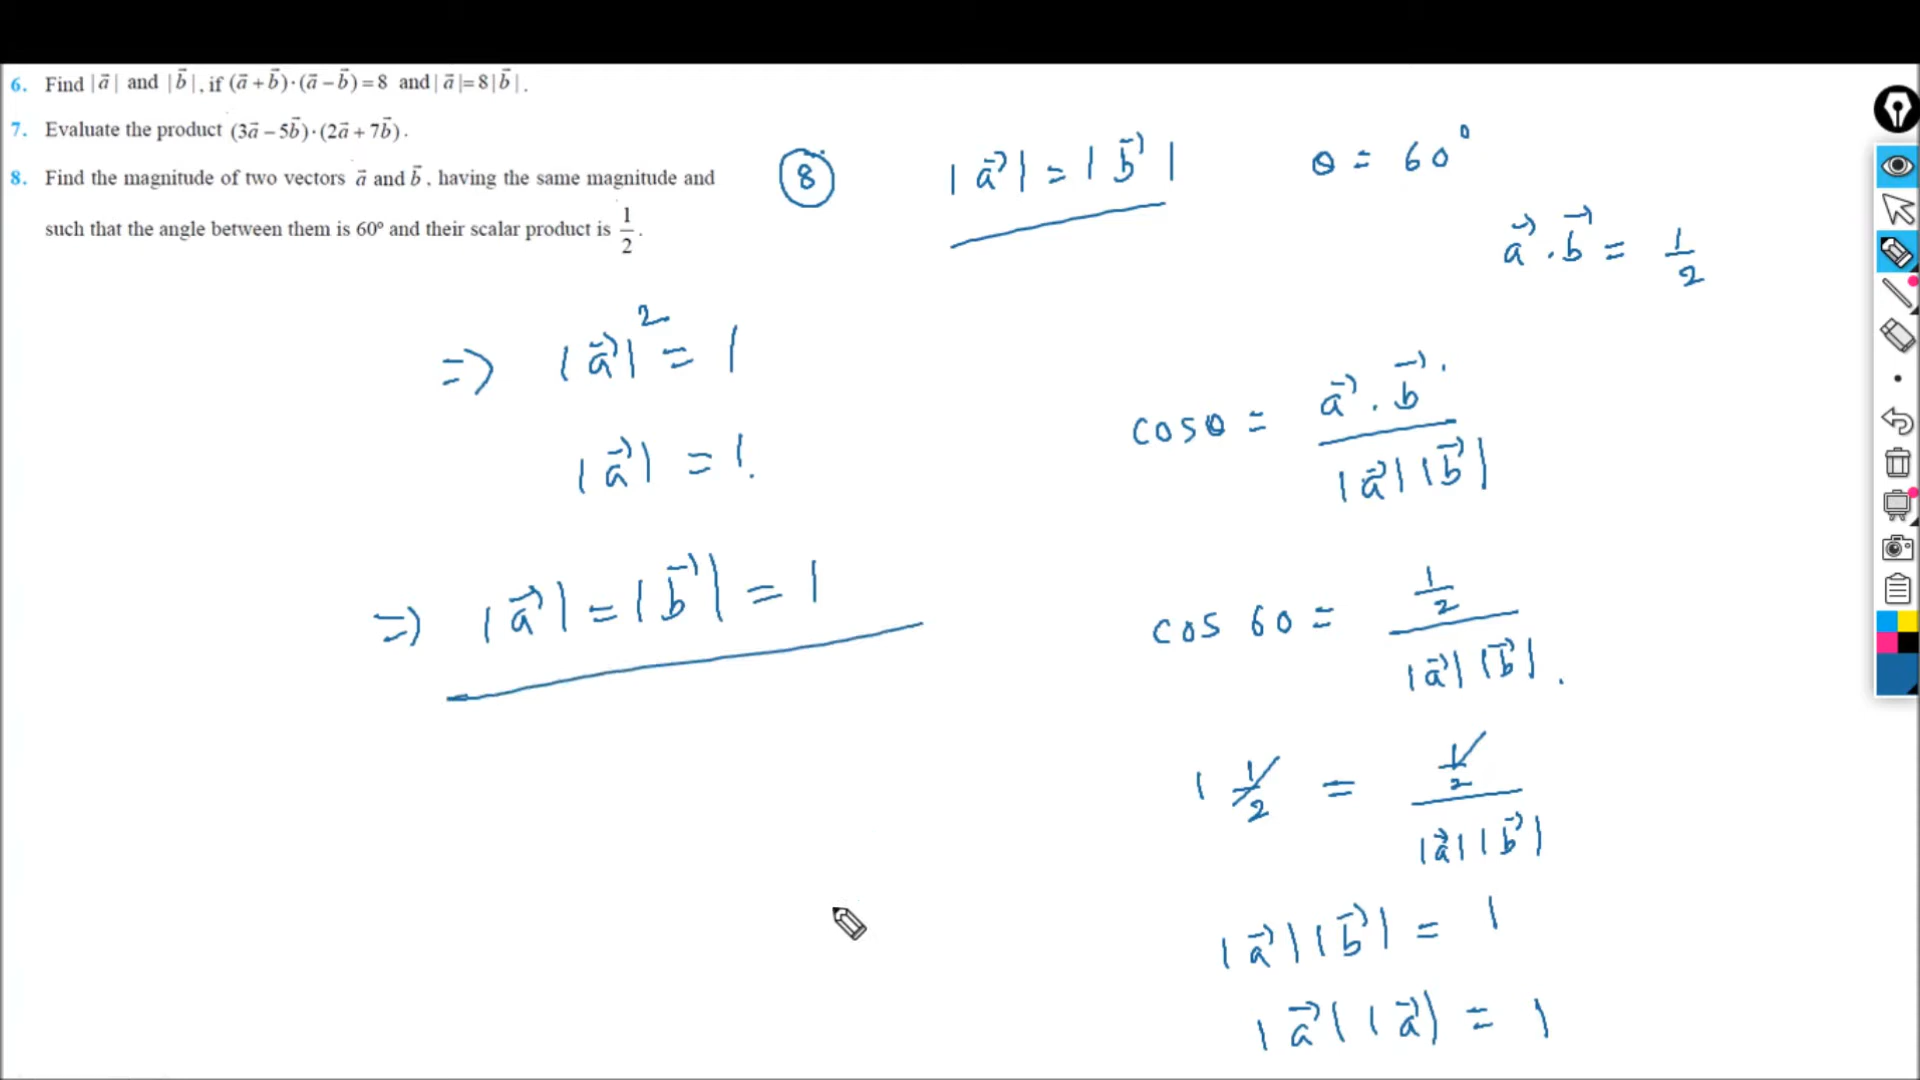 6. Find |a⃗| and |b⃗|, if (a⃗ + b⃗)·(a⃗ − b⃗) = 8 and |a⃗| = 8|b⃗|.
7. Evaluate the product (3a⃗ − 5b⃗)·(2a⃗ + 7b⃗).
8. Find the magnitude of two vectors a⃗ and b⃗, having the same magnitude and
such that the angle between them is 60° and their scalar product is 1/2.
8 |a⃗| = |b⃗| θ = 60°
a⃗ . b⃗ = 1/2
cosθ = a⃗ . b⃗ / |a⃗| |b⃗|
cos 60 = 1/2 / |a⃗| |b⃗|.
1 1/2 = 1/2 / |a⃗| |b⃗|
|a⃗| |b⃗| = 1
|a⃗| |a⃗| = 1
=> |a⃗|² = 1
|a⃗| = 1.
=> |a⃗| = |b⃗| = 1